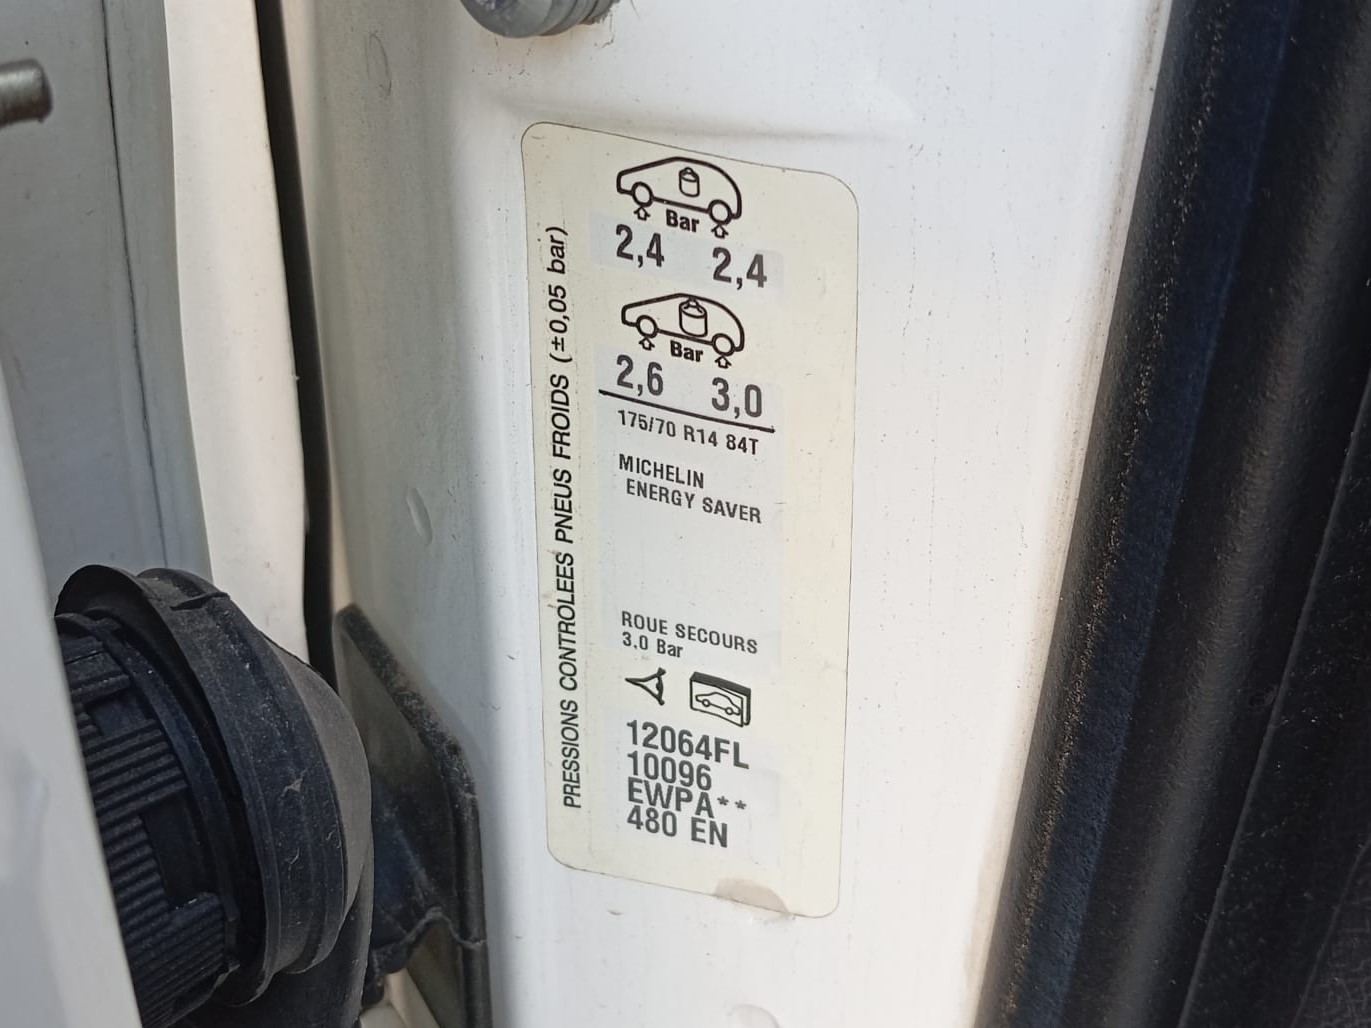 PRESSIONS CONTRÔLEES PNEUS FROIDS (±0,05 bar)
Bar
2,4 2,4
Bar
2,6 3,0
175/70 R14 84T
MICHELIN
ENERGY SAVER
ROUE SECOURS
3,0 Bar
12064FL
10096
EWPA**
480 EN